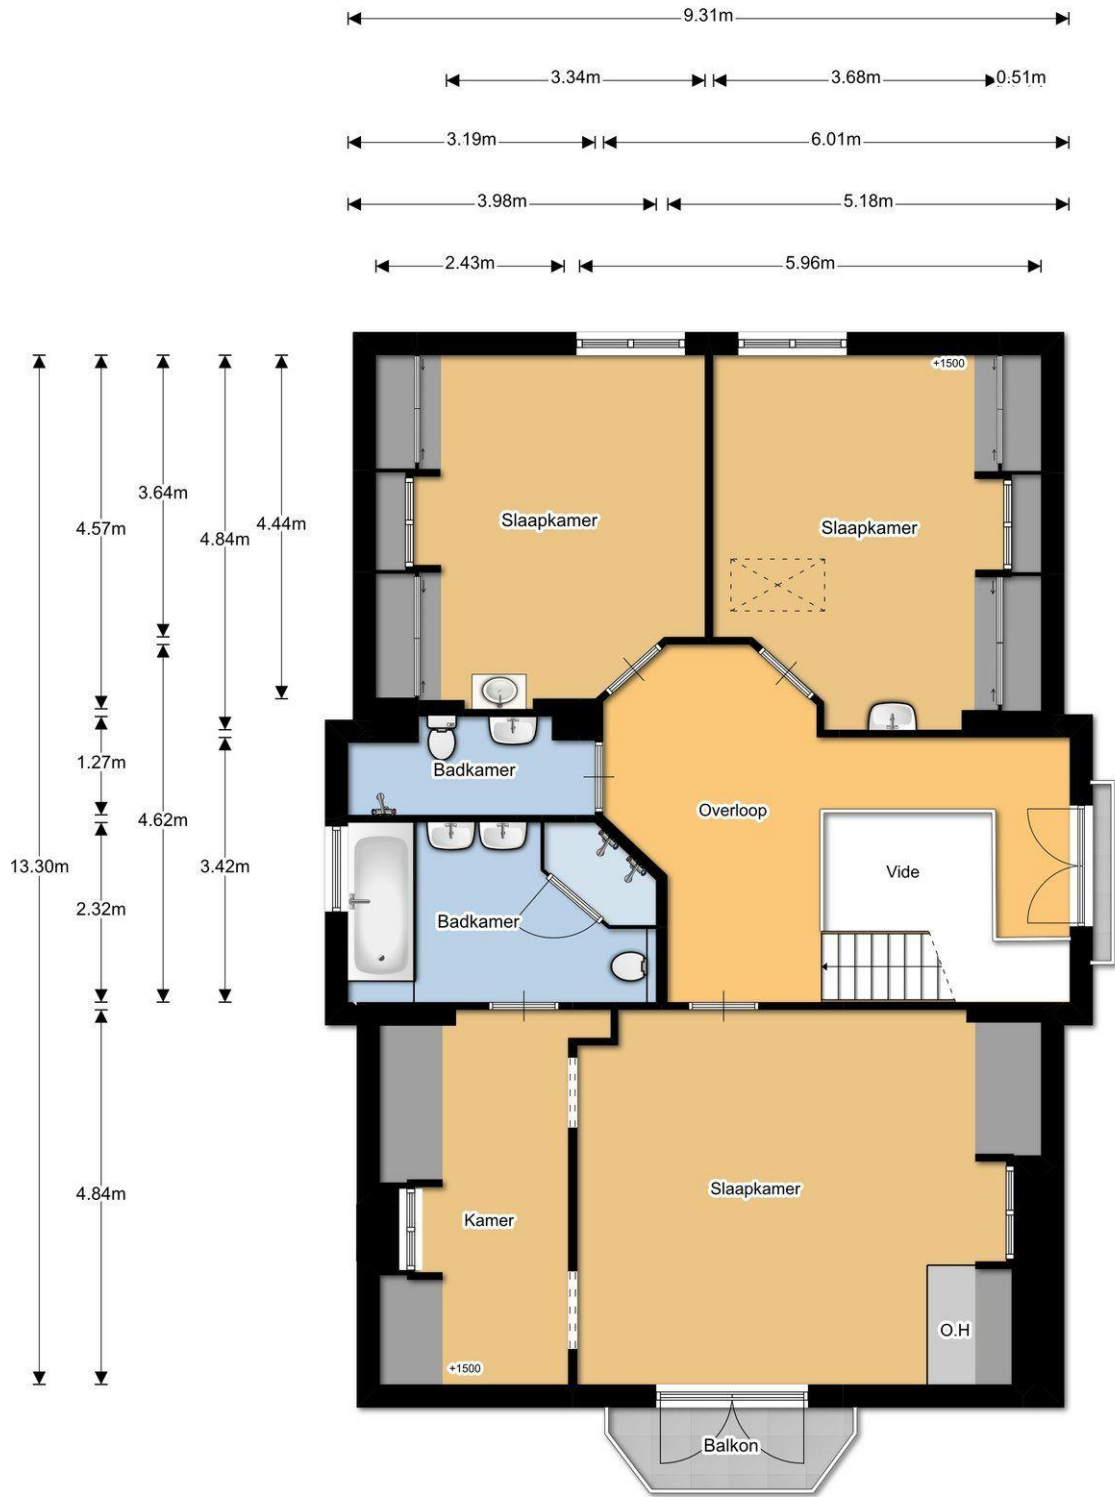 9.31m
3.34m
3.68m
0.51m
3.19m
6.01m
3.98m
5.18m
2.43m
5.96m
+1500
3.64m
4.57m
4.44m
4.84m
Slaapkamer
Slaapkamer
1.27m
Badkamer
4.62m
Overloop
13.30m
3.42m
Vide
2.32m
Badkamer
4.84m
Slaapkamer
Kamer
O.H
+1500
Balkon